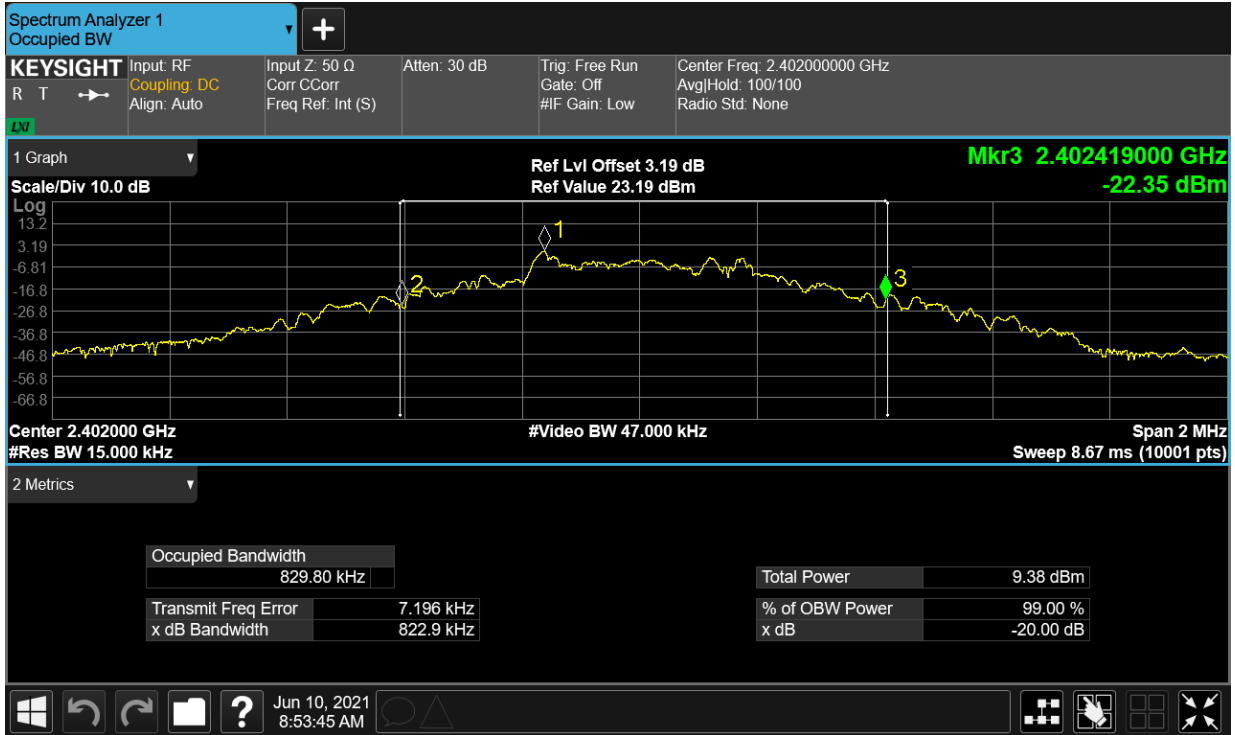 Spectrum Analyzer 1
Occupied BW
KEYSIGHT
R T
LXI
Input: RF
Coupling: DC
Align: Auto
Input Z: 50 Ω
Corr CCorr
Freq Ref: Int (S)
Atten: 30 dB
Trig: Free Run
Gate: Off
#IF Gain: Low
Center Freq: 2.402000000 GHz
Avg|Hold: 100/100
Radio Std: None
1 Graph
Scale/Div 10.0 dB
Ref Lvl Offset 3.19 dB
Ref Value 23.19 dBm
Mkr3 2.402419000 GHz
-22.35 dBm
Log
13.2
3.19
-6.81
-16.8
-26.8
-36.8
-46.8
-56.8
-66.8
1
2
3
Center 2.402000 GHz
#Video BW 47.000 kHz
Span 2 MHz
#Res BW 15.000 kHz
Sweep 8.67 ms (10001 pts)
2 Metrics
Occupied Bandwidth
829.80 kHz
Transmit Freq Error 7.196 kHz
x dB Bandwidth 822.9 kHz
Total Power 9.38 dBm
% of OBW Power 99.00 %
x dB -20.00 dB
?
Jun 10, 2021
8:53:45 AM